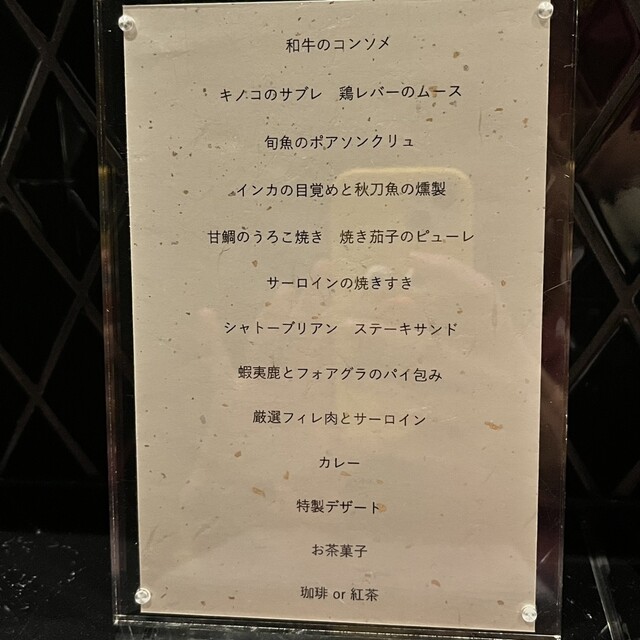 和牛のコンソメ
キノコのサブレ　鶏レバーのムース
旬魚のポアソンクリュ
インカの目覚めと秋刀魚の燻製
甘鯛のうろこ焼き　焼き茄子のピューレ
サーロインの焼きすき
シャトーブリアン　ステーキサンド
蝦夷鹿とフォアグラのパイ包み
厳選フィレ肉とサーロイン
カレー
特製デザート
お茶菓子
珈琲 or 紅茶